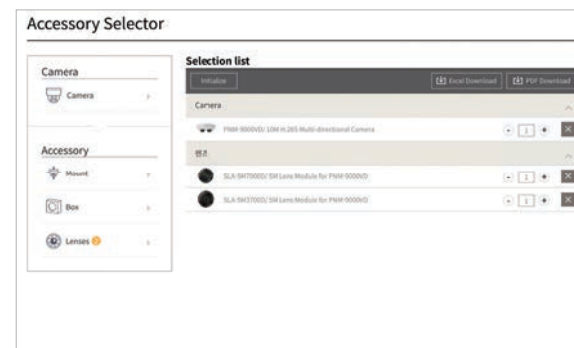 Accessory Selector
Camera
Camera
Accessory
Mount
Box
Lenses 2
Selection list
Initialize
Excel Download
PDF Download
Camera
PNM-9000VD/ 10M H.265 Multi-directional Camera
- 1 +
렌즈
SLA-5M7000D/ 5M Lens Module for PNM-9000VD
- 1 +
SLA-5M3700D/ 5M Lens Module for PNM-9000VD
- 1 +